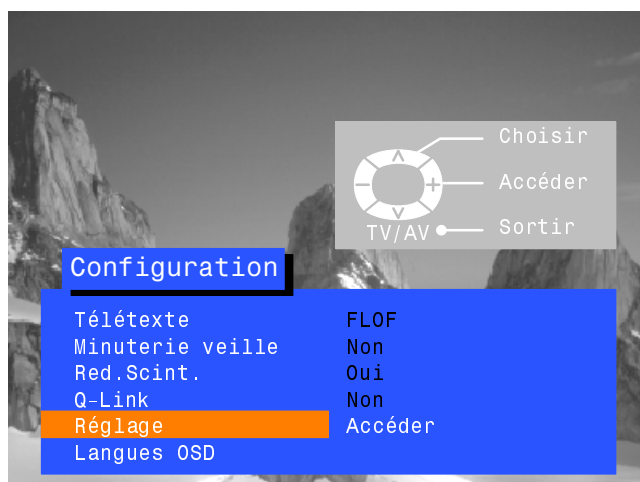 Choisir
Accéder
TV/AV Sortir
Configuration
Télétexte FLOF
Minuterie veille Non
Red.Scint. Oui
Q-Link Non
Réglage Accéder
Langues OSD